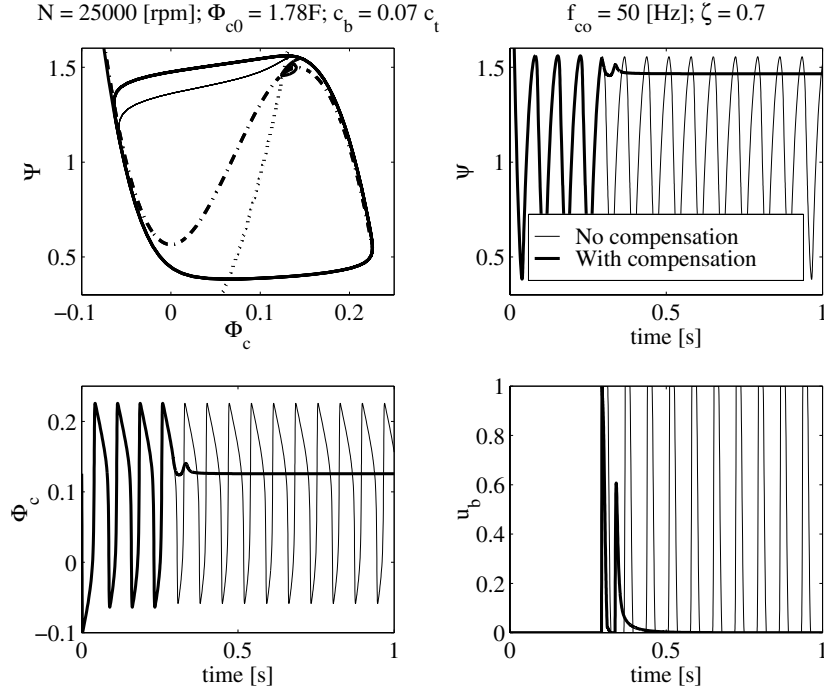 N = 25000 [rpm]; Φc0 = 1.78F; cb = 0.07 ct
fco = 50 [Hz]; ζ = 0.7
1.5
1
0.5
Ψ
−0.1
0
0.1
0.2
Φc
1.5
1
0.5
ψ
No compensation
With compensation
0
0.5
1
time [s]
0.2
0.1
0
−0.1
Φc
0
0.5
1
time [s]
1
0.8
0.6
0.4
0.2
0
ub
0
0.5
1
time [s]